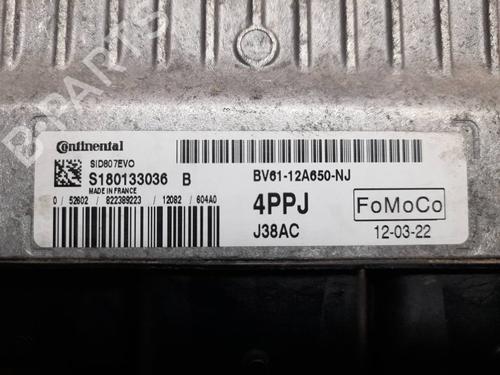 Continental
SID807EVO
S180133036 B
MADE IN FRANCE
0 / 52602 / 822389223 / 12082 / 604A0
BV61-12A650-NJ
4PPJ
FoMoCo
J38AC
12-03-22
B-PARTS